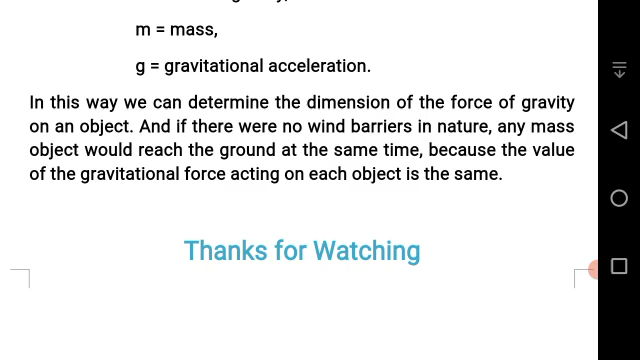 m = mass,
g = gravitational acceleration.
In this way we can determine the dimension of the force of gravity
on an object. And if there were no wind barriers in nature, any mass
object would reach the ground at the same time, because the value
of the gravitational force acting on each object is the same.
Thanks for Watching